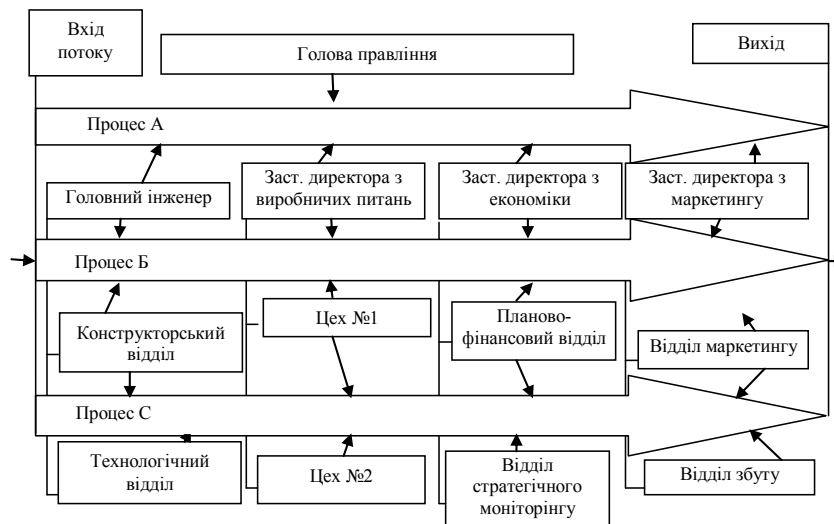 Вхід
потоку
Голова правління
Вихід
Процес А
Головний інженер
Заст. директора з
виробничих питань
Заст. директора з
економіки
Заст. директора з
маркетингу
Процес Б
Конструкторський
відділ
Цех №1
Планово-
фінансовий відділ
Відділ маркетингу
Процес С
Технологічний
відділ
Цех №2
Відділ
стратегічного
моніторінгу
Відділ збуту